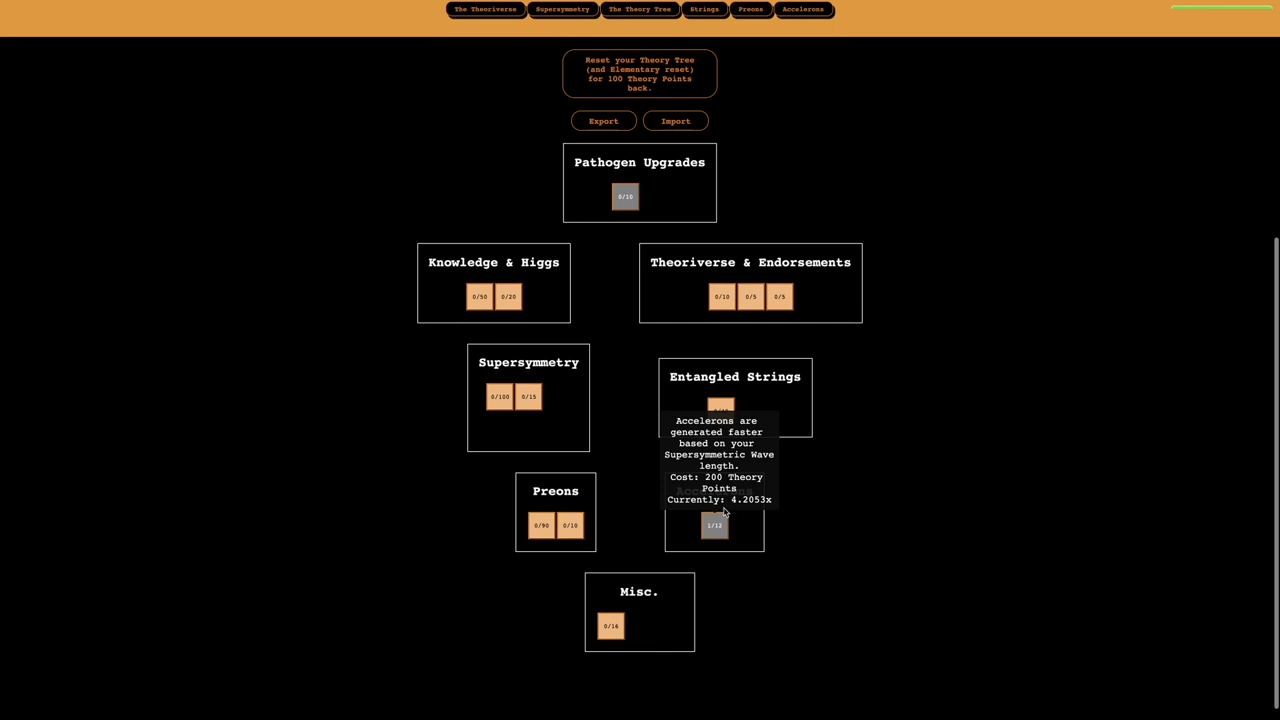 The Theoriverse
Supersymmetry
The Theory Tree
Strings
Preons
Accelerons
Reset your Theory Tree
(and Elementary reset)
for 100 Theory Points
back.
Export
Import
Pathogen Upgrades
0/10
Knowledge & Higgs
0/50
0/20
Theoriverse & Endorsements
0/10
0/5
0/5
Supersymmetry
0/100
0/15
Entangled Strings
Accelerons are
generated faster
based on your
Supersymmetric Wave
length.
Cost: 200 Theory
Points
Currently: 4.2053x
Preons
0/90
0/10
1/12
Misc.
0/16